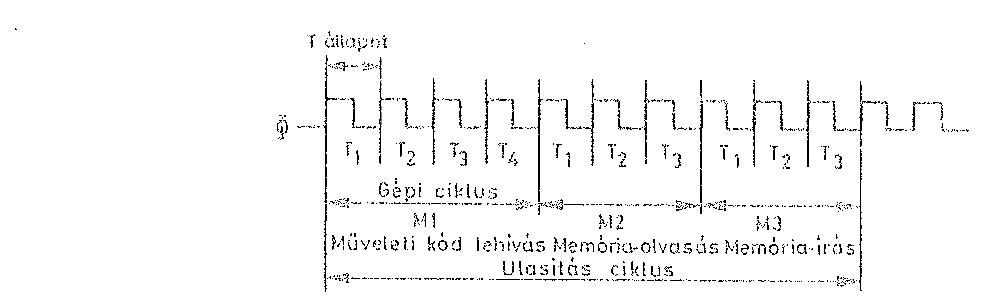 T állapot
Φ
T1 T2 T3 T4 T1 T2 T3 T1 T2 T3
Gépi ciklus
M1 M2 M3
Műveleti kód lehívás Memória-olvasás Memória-írás
Utasítás ciklus